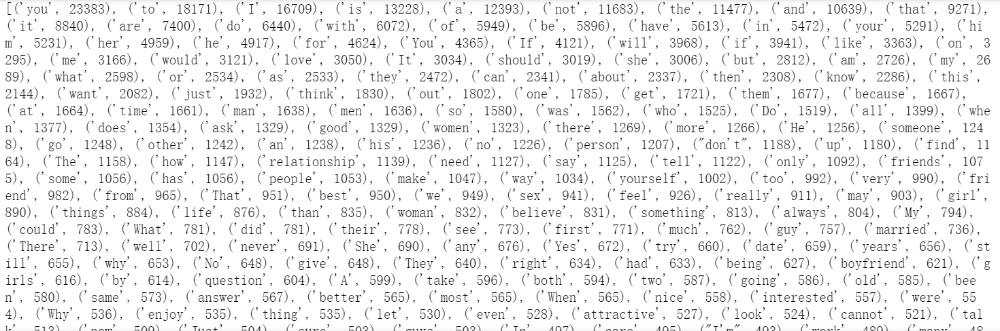 [('you', 23383), ('to', 18171), ('I', 16709), ('is', 13228), ('a', 12393), ('not', 11683), ('the', 11477), ('and', 10639), ('that', 9271),
('it', 8840), ('are', 7400), ('do', 6440), ('with', 6072), ('of', 5949), ('be', 5896), ('have', 5613), ('in', 5472), ('your', 5291), ('hi
m', 5231), ('her', 4959), ('he', 4917), ('for', 4624), ('You', 4365), ('If', 4121), ('will', 3968), ('if', 3941), ('like', 3363), ('on', 3
295), ('me', 3166), ('would', 3121), ('love', 3050), ('It', 3034), ('should', 3019), ('she', 3006), ('but', 2812), ('am', 2726), ('my', 26
89), ('what', 2598), ('or', 2534), ('as', 2533), ('they', 2472), ('can', 2341), ('about', 2337), ('then', 2308), ('know', 2286), ('this',
2144), ('want', 2082), ('just', 1932), ('think', 1830), ('out', 1802), ('one', 1785), ('get', 1721), ('them', 1677), ('because', 1667),
('at', 1664), ('time', 1661), ('man', 1638), ('men', 1636), ('so', 1580), ('was', 1562), ('who', 1525), ('Do', 1519), ('all', 1399), ('whe
n', 1377), ('does', 1354), ('ask', 1329), ('good', 1329), ('women', 1323), ('there', 1269), ('more', 1266), ('He', 1256), ('someone', 124
8), ('go', 1248), ('other', 1242), ('an', 1238), ('his', 1236), ('no', 1226), ('person', 1207), ("don't", 1188), ('up', 1180), ('find', 11
64), ('The', 1158), ('how', 1147), ('relationship', 1139), ('need', 1127), ('say', 1125), ('tell', 1122), ('only', 1092), ('friends', 107
5), ('some', 1056), ('has', 1056), ('people', 1053), ('make', 1047), ('way', 1034), ('yourself', 1002), ('too', 992), ('very', 990), ('fri
end', 982), ('from', 965), ('That', 951), ('best', 950), ('we', 949), ('sex', 941), ('feel', 926), ('really', 911), ('may', 903), ('girl',
890), ('things', 884), ('life', 876), ('than', 835), ('woman', 832), ('believe', 831), ('something', 813), ('always', 804), ('My', 794),
('could', 783), ('What', 781), ('did', 781), ('their', 778), ('see', 773), ('first', 771), ('much', 762), ('guy', 757), ('married', 736),
('There', 713), ('well', 702), ('never', 691), ('She', 690), ('any', 676), ('Yes', 672), ('try', 660), ('date', 659), ('years', 656), ('st
ill', 655), ('why', 653), ('No', 648), ('give', 648), ('They', 640), ('right', 634), ('had', 633), ('being', 627), ('boyfriend', 621), ('g
irls', 616), ('by', 614), ('question', 604), ('A', 599), ('take', 596), ('both', 594), ('two', 587), ('going', 586), ('old', 585), ('bee
n', 580), ('same', 573), ('answer', 567), ('better', 565), ('most', 565), ('When', 565), ('nice', 558), ('interested', 557), ('were', 55
4), ('Why', 536), ('enjoy', 535), ('thing', 535), ('let', 530), ('even', 528), ('attractive', 527), ('look', 524), ('cannot', 521), ('tal
k', 513), ('now', 509), ('Just', 504), ('sure', 503), ('guys', 503), ('In', 497), ('care', 495), ("I'm", 493), ('work', 489), ('many', 48